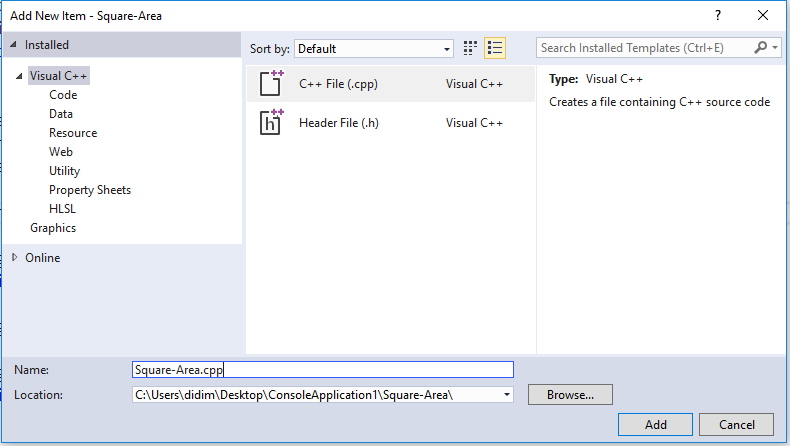 Add New Item - Square-Area
Installed
Sort by: Default
Search Installed Templates (Ctrl+E)
Visual C++
Code
Data
Resource
Web
Utility
Property Sheets
HLSL
Graphics
Online
C++ File (.cpp) Visual C++
Header File (.h) Visual C++
Type: Visual C++
Creates a file containing C++ source code
Name: Square-Area.cpp
Location: C:\Users\didim\Desktop\ConsoleApplication1\Square-Area\
Browse...
Add Cancel